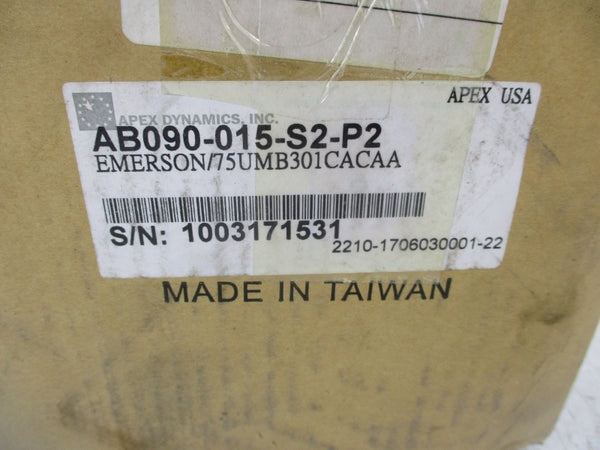 APEX USA
APEX DYNAMICS, INC.
AB090-015-S2-P2
EMERSON/75UMB301CACAA
S/N: 1003171531
2210-1706030001-22
MADE IN TAIWAN